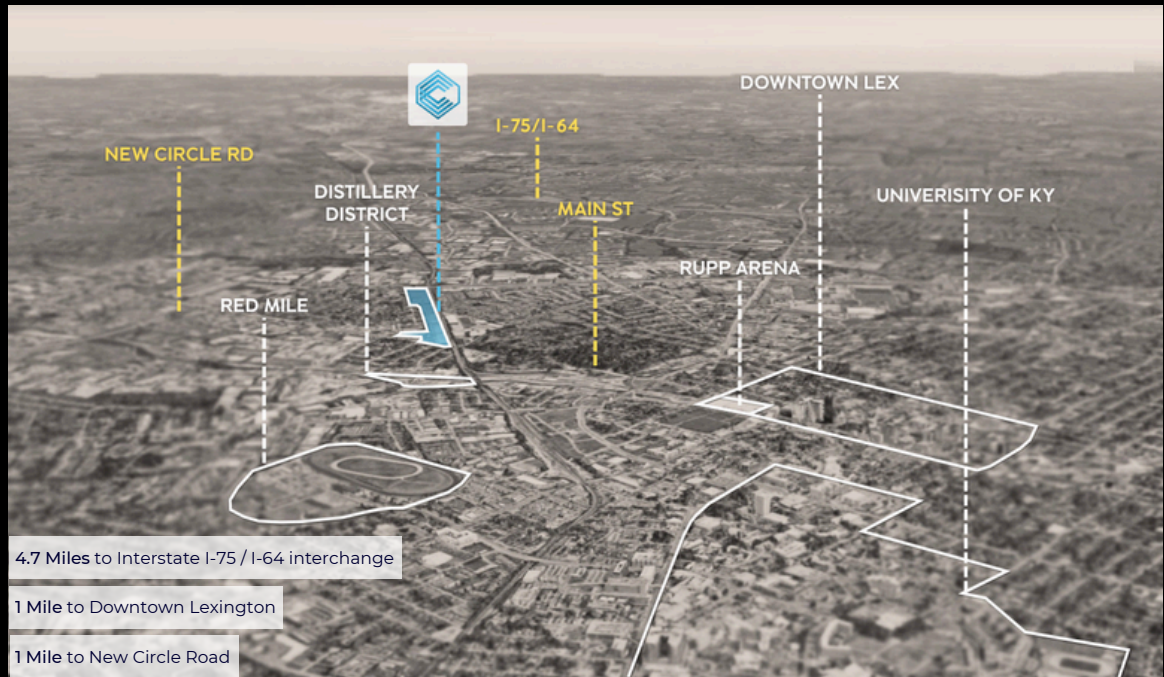 DOWNTOWN LEX
I-75/I-64
NEW CIRCLE RD
DISTILLERY
DISTRICT
UNIVERISITY OF KY
MAIN ST
RUPP ARENA
RED MILE
4.7 Miles to Interstate I-75 / I-64 interchange
1 Mile to Downtown Lexington
1 Mile to New Circle Road